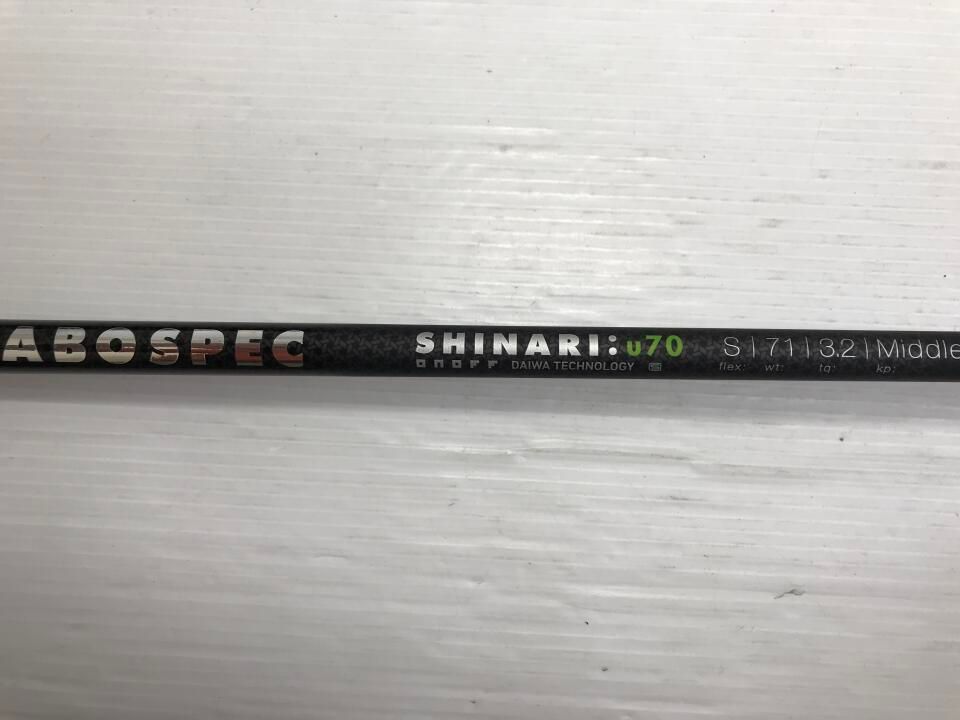 ABOSPEC SHINARI: u70 S | 71 | 3.2 | Middle
onoff DAIWA TECHNOLOGY flex: wt: tq: kp: